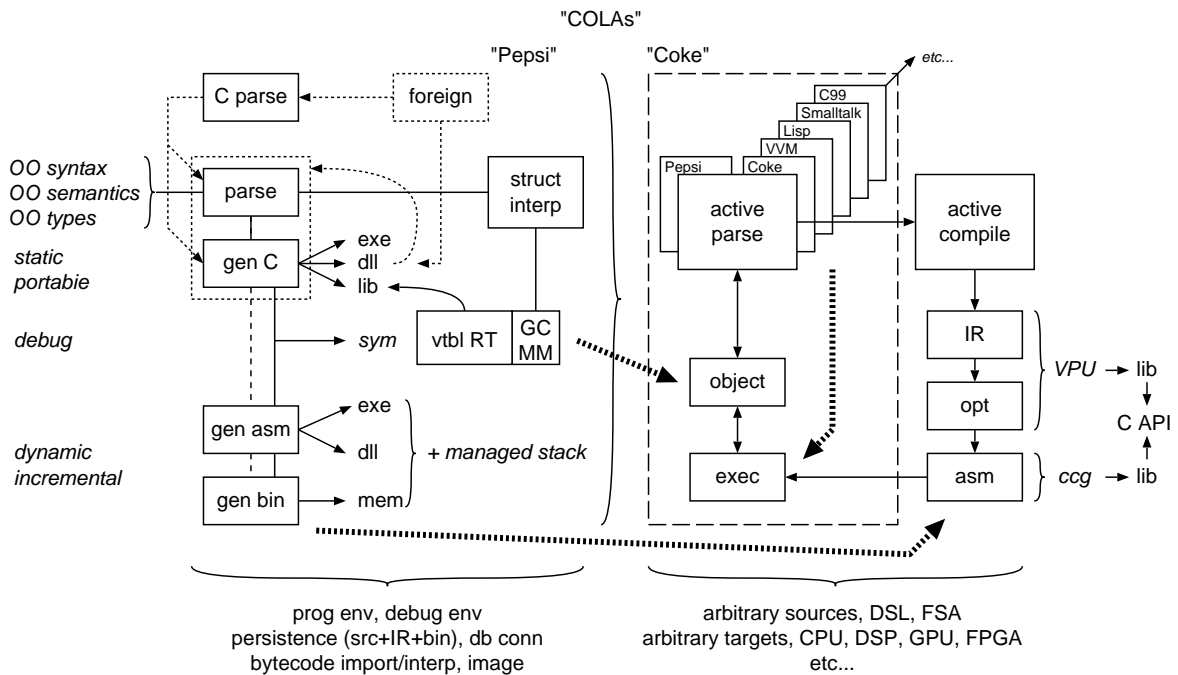 "COLAs"
"Pepsi"
"Coke"
etc...
C parse
foreign
C99
Smalltalk
Lisp
VVM
Pepsi
Coke
OO syntax
OO semantics
OO types
parse
struct
interp
active
parse
active
compile
static
portabie
gen C
exe
dll
lib
debug
sym
vtbl RT
GC
MM
IR
object
opt
VPU
lib
C API
dynamic
incremental
gen asm
exe
dll
+ managed stack
gen bin
mem
exec
asm
ccg
lib
prog env, debug env
persistence (src+IR+bin), db conn
bytecode import/interp, image
arbitrary sources, DSL, FSA
arbitrary targets, CPU, DSP, GPU, FPGA
etc...